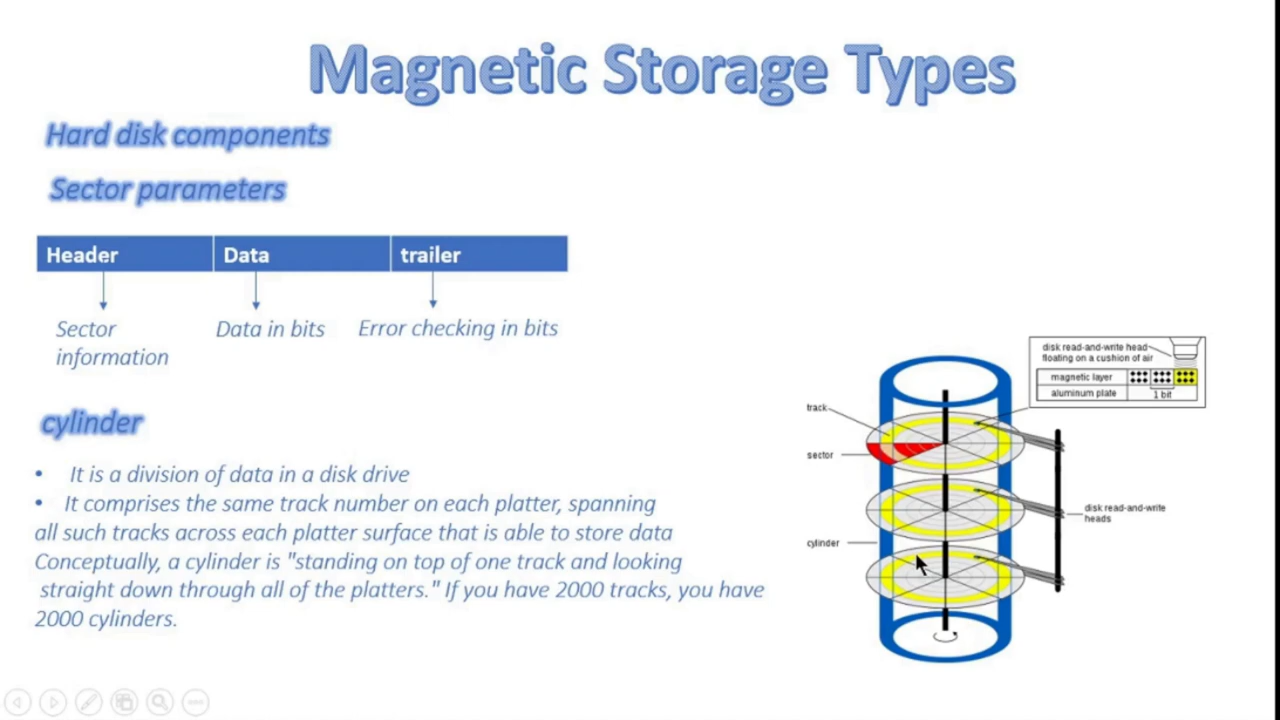 Magnetic Storage Types
Hard disk components
Sector parameters
Header Data trailer
Sector information
Data in bits
Error checking in bits
cylinder
• It is a division of data in a disk drive
• It comprises the same track number on each platter, spanning
all such tracks across each platter surface that is able to store data
Conceptually, a cylinder is "standing on top of one track and looking
straight down through all of the platters." If you have 2000 tracks, you have
2000 cylinders.
disk read-and-write head
floating on a cushion of air
magnetic layer
aluminum plate
1 bit
track
sector
disk read-and-write
heads
cylinder